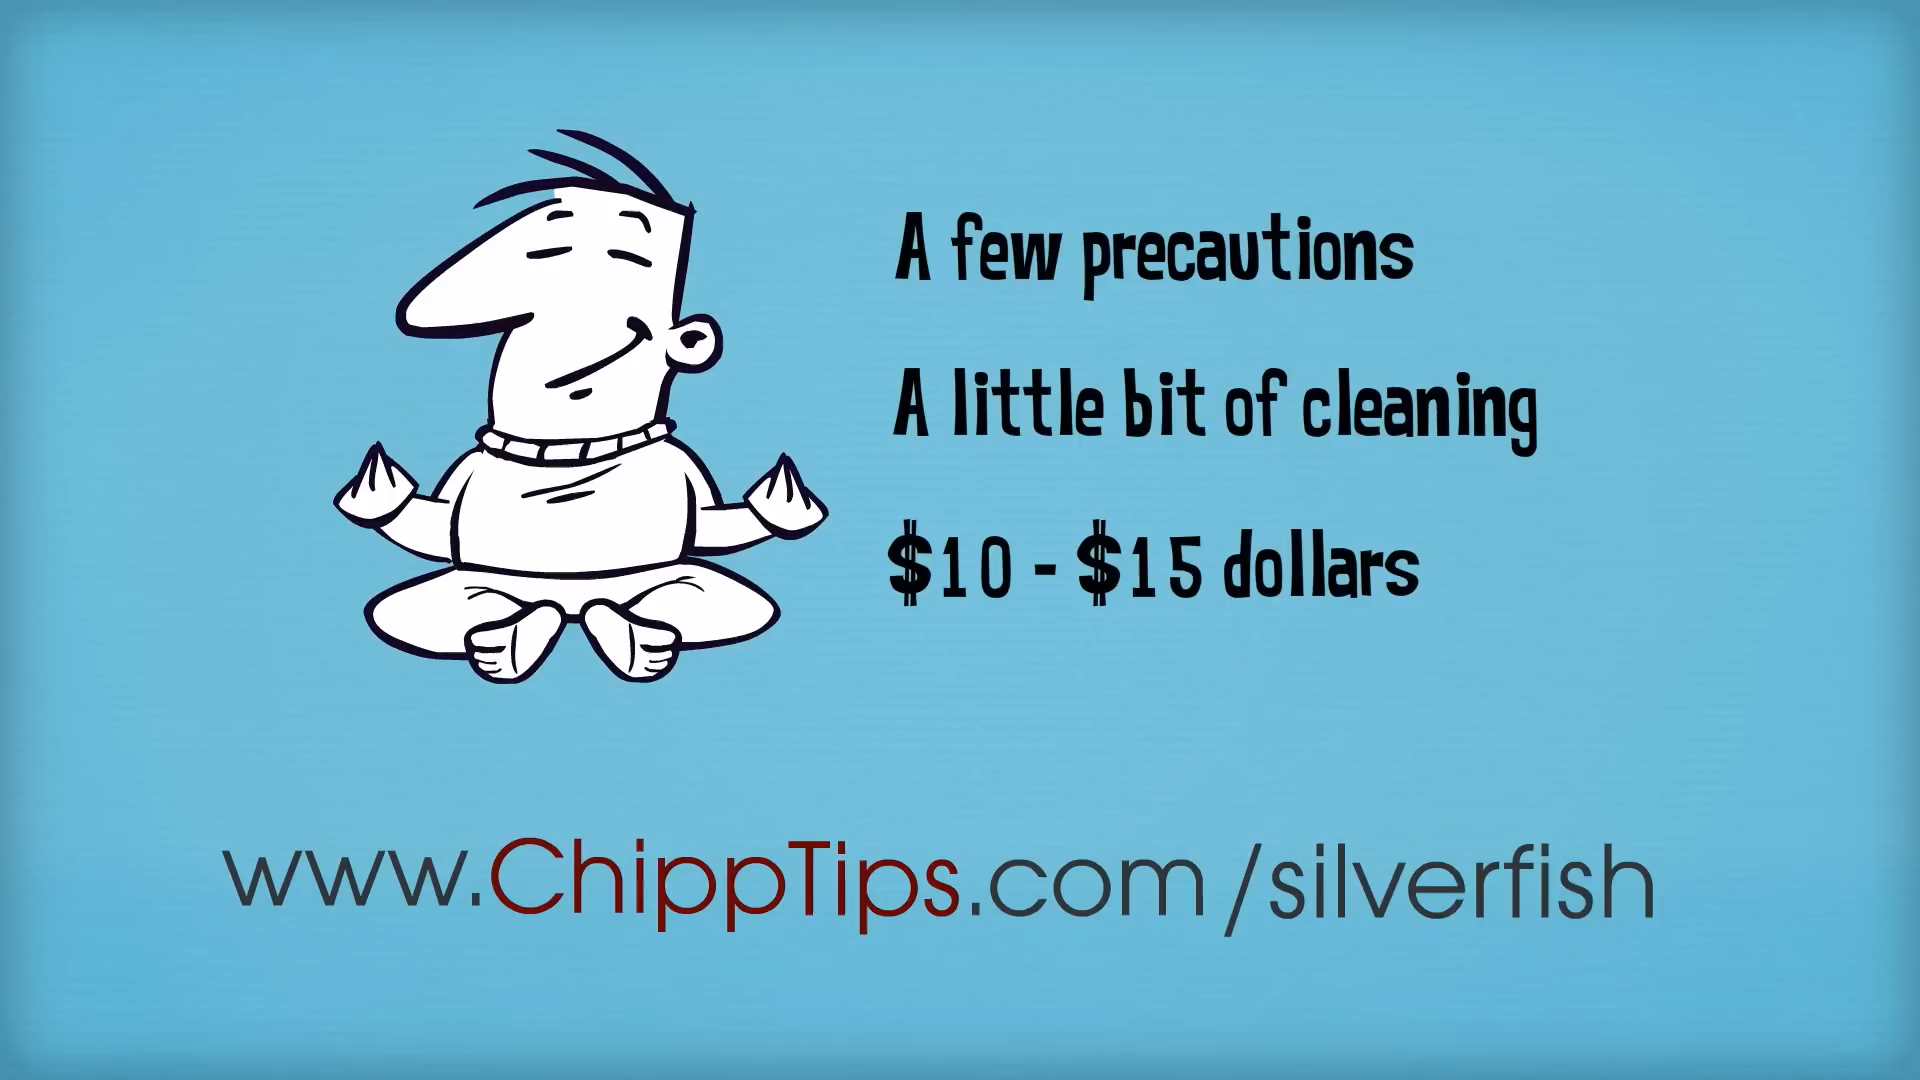 A few precautions
A little bit of cleaning
$10 - $15 dollars
www.ChippTips.com/silverfish